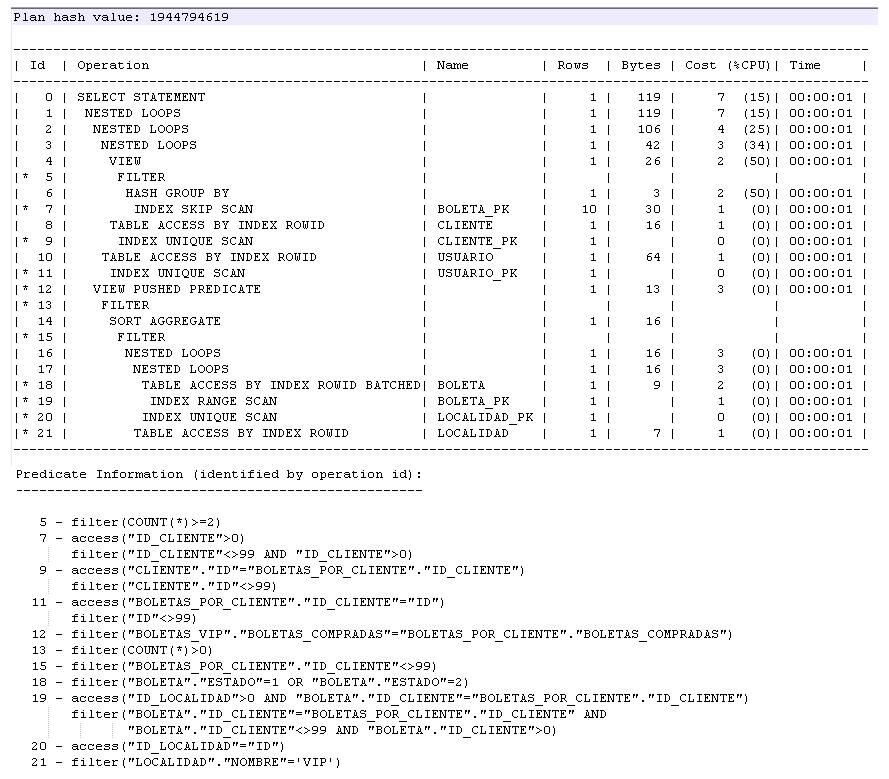 Plan hash value: 1944794619
--------------------------------------------------------------------------------------------------------
| Id | Operation | Name | Rows | Bytes | Cost (%CPU)| Time |
--------------------------------------------------------------------------------------------------------
| 0 | SELECT STATEMENT | | 1 | 119 | 7 (15)| 00:00:01 |
| 1 | NESTED LOOPS | | 1 | 119 | 7 (15)| 00:00:01 |
| 2 | NESTED LOOPS | | 1 | 106 | 4 (25)| 00:00:01 |
| 3 | NESTED LOOPS | | 1 | 42 | 3 (34)| 00:00:01 |
| 4 | VIEW | | 1 | 26 | 2 (50)| 00:00:01 |
|* 5 | FILTER | | | | | |
| 6 | HASH GROUP BY | | 1 | 3 | 2 (50)| 00:00:01 |
|* 7 | INDEX SKIP SCAN | BOLETA_PK | 10 | 30 | 1 (0)| 00:00:01 |
| 8 | TABLE ACCESS BY INDEX ROWID | CLIENTE | 1 | 16 | 1 (0)| 00:00:01 |
|* 9 | INDEX UNIQUE SCAN | CLIENTE_PK | 1 | | 0 (0)| 00:00:01 |
| 10 | TABLE ACCESS BY INDEX ROWID | USUARIO | 1 | 64 | 1 (0)| 00:00:01 |
|* 11 | INDEX UNIQUE SCAN | USUARIO_PK | 1 | | 0 (0)| 00:00:01 |
|* 12 | VIEW PUSHED PREDICATE | | 1 | 13 | 3 (0)| 00:00:01 |
|* 13 | FILTER | | | | | |
| 14 | SORT AGGREGATE | | 1 | 16 | | |
|* 15 | FILTER | | | | | |
| 16 | NESTED LOOPS | | 1 | 16 | 3 (0)| 00:00:01 |
| 17 | NESTED LOOPS | | 1 | 16 | 3 (0)| 00:00:01 |
|* 18 | TABLE ACCESS BY INDEX ROWID BATCHED| BOLETA | 1 | 9 | 2 (0)| 00:00:01 |
|* 19 | INDEX RANGE SCAN | BOLETA_PK | 1 | | 1 (0)| 00:00:01 |
|* 20 | INDEX UNIQUE SCAN | LOCALIDAD_PK | 1 | | 0 (0)| 00:00:01 |
|* 21 | TABLE ACCESS BY INDEX ROWID | LOCALIDAD | 1 | 7 | 1 (0)| 00:00:01 |
--------------------------------------------------------------------------------------------------------
Predicate Information (identified by operation id):
---------------------------------------------------
5 - filter(COUNT(*)>=2)
7 - access("ID_CLIENTE">0)
filter("ID_CLIENTE"<>99 AND "ID_CLIENTE">0)
9 - access("CLIENTE"."ID"="BOLETAS_POR_CLIENTE"."ID_CLIENTE")
filter("CLIENTE"."ID"<>99)
11 - access("BOLETAS_POR_CLIENTE"."ID_CLIENTE"="ID")
filter("ID"<>99)
12 - filter("BOLETAS_VIP"."BOLETAS_COMPRADAS"="BOLETAS_POR_CLIENTE"."BOLETAS_COMPRADAS")
13 - filter(COUNT(*)>0)
15 - filter("BOLETAS_POR_CLIENTE"."ID_CLIENTE"<>99)
18 - filter("BOLETA"."ESTADO"=1 OR "BOLETA"."ESTADO"=2)
19 - access("ID_LOCALIDAD">0 AND "BOLETA"."ID_CLIENTE"="BOLETAS_POR_CLIENTE"."ID_CLIENTE")
filter("BOLETA"."ID_CLIENTE"="BOLETAS_POR_CLIENTE"."ID_CLIENTE" AND
"BOLETA"."ID_CLIENTE"<>99 AND "BOLETA"."ID_CLIENTE">0)
20 - access("ID_LOCALIDAD"="ID")
21 - filter("LOCALIDAD"."NOMBRE"='VIP')